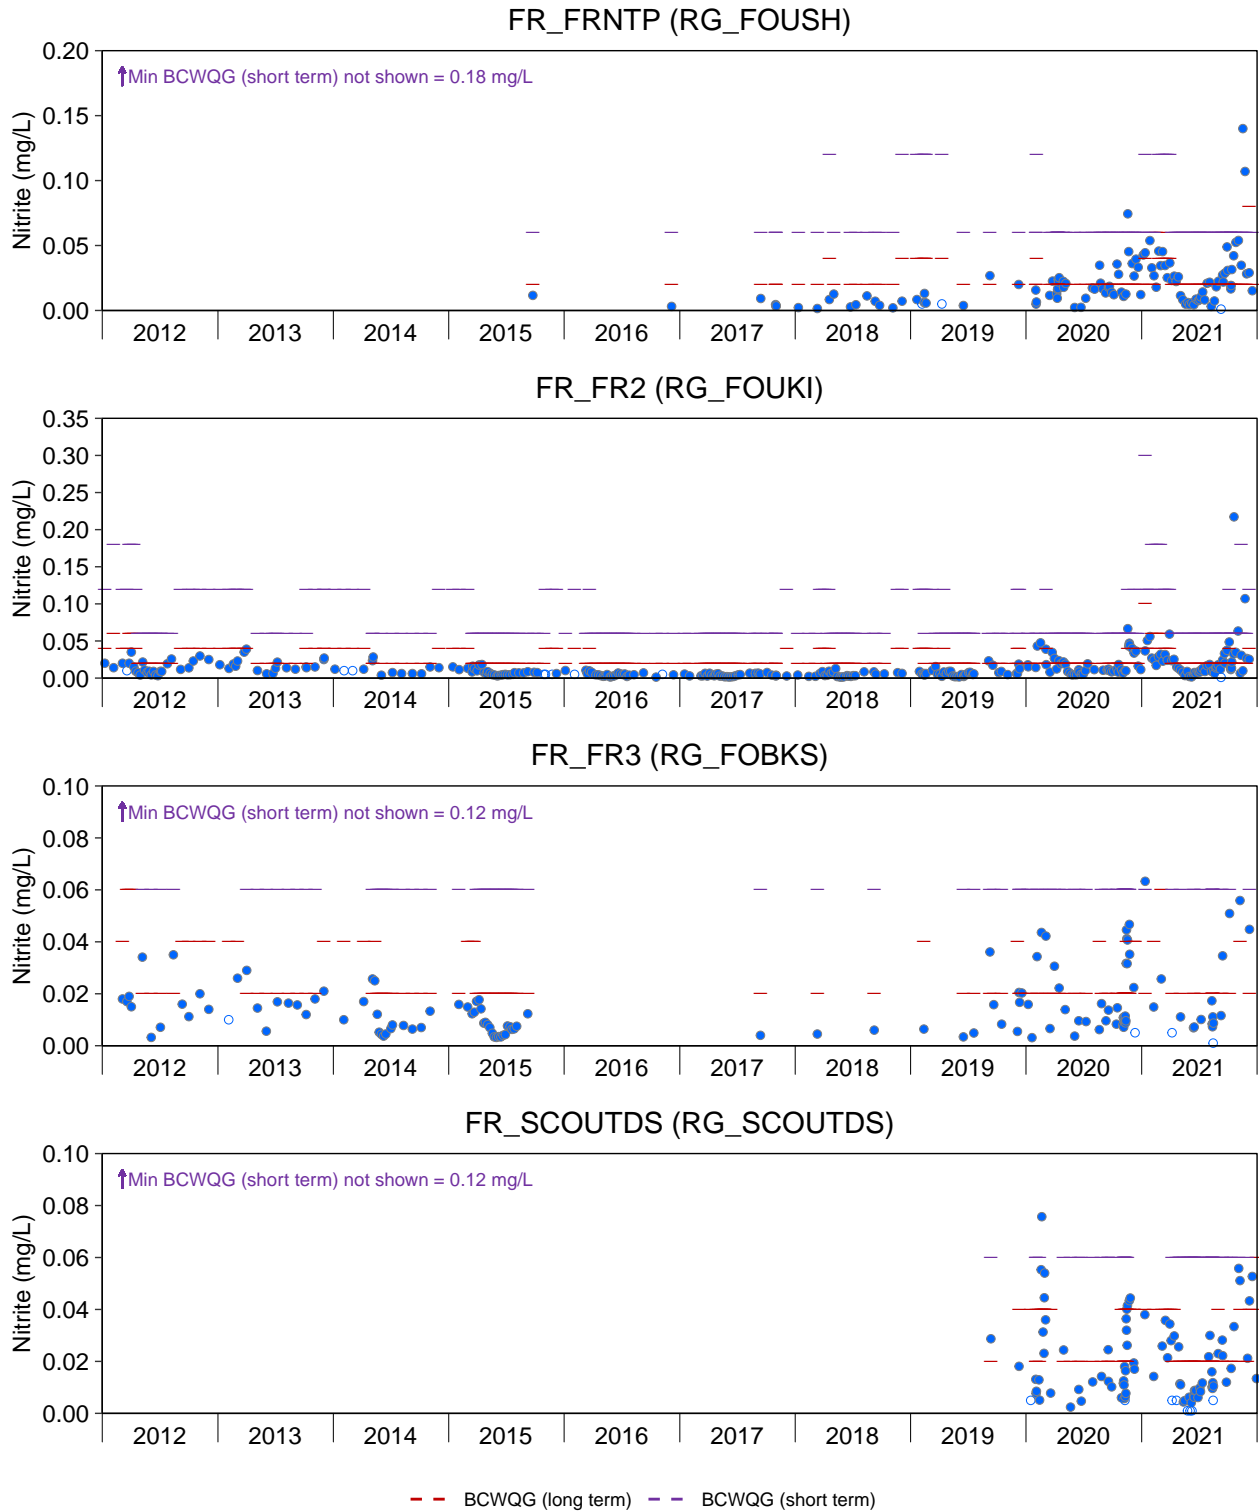 FR_FRNTP (RG_FOUSH)
Nitrite (mg/L)
0.20
0.15
0.10
0.05
0.00
Min BCWQG (short term) not shown = 0.18 mg/L
2012 2013 2014 2015 2016 2017 2018 2019 2020 2021
FR_FR2 (RG_FOUKI)
Nitrite (mg/L)
0.35
0.30
0.25
0.20
0.15
0.10
0.05
0.00
2012 2013 2014 2015 2016 2017 2018 2019 2020 2021
FR_FR3 (RG_FOBKS)
Nitrite (mg/L)
0.10
0.08
0.06
0.04
0.02
0.00
Min BCWQG (short term) not shown = 0.12 mg/L
2012 2013 2014 2015 2016 2017 2018 2019 2020 2021
FR_SCOUTDS (RG_SCOUTDS)
Nitrite (mg/L)
0.10
0.08
0.06
0.04
0.02
0.00
Min BCWQG (short term) not shown = 0.12 mg/L
2012 2013 2014 2015 2016 2017 2018 2019 2020 2021
BCWQG (long term) BCWQG (short term)